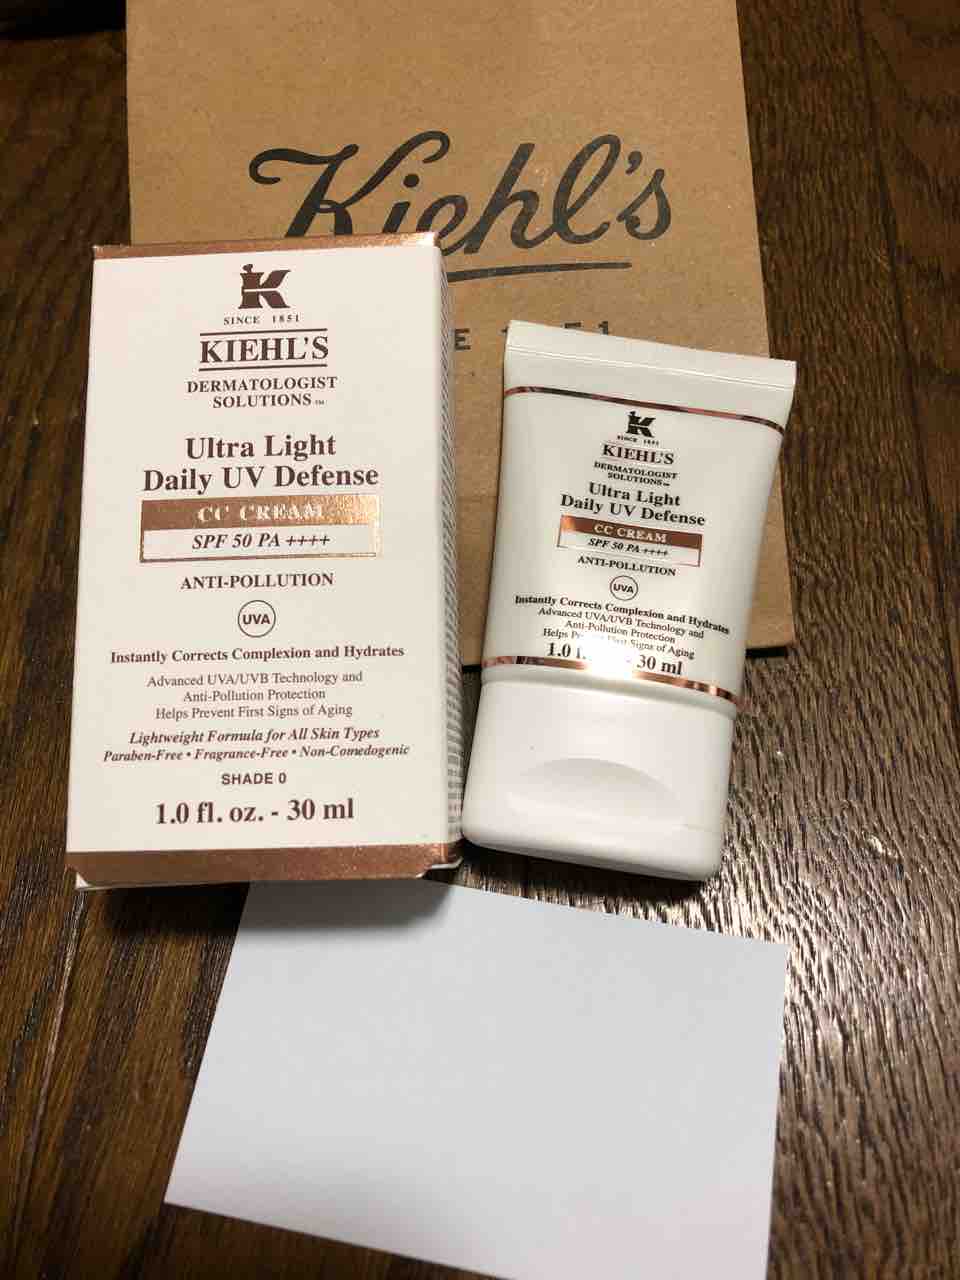 Kiehl's
E 1851
K
SINCE 1851
KIEHL'S
DERMATOLOGIST
SOLUTIONS™
Ultra Light
Daily UV Defense
CC CREAM
SPF 50 PA ++++
ANTI-POLLUTION
UVA
Instantly Corrects Complexion and Hydrates
Advanced UVA/UVB Technology and
Anti-Pollution Protection
Helps Prevent First Signs of Aging
Lightweight Formula for All Skin Types
Paraben-Free • Fragrance-Free • Non-Comedogenic
SHADE 0
1.0 fl. oz. - 30 ml
K
SINCE 1851
KIEHL'S
DERMATOLOGIST
SOLUTIONS™
Ultra Light
Daily UV Defense
CC CREAM
SPF 50 PA ++++
ANTI-POLLUTION
UVA
Instantly Corrects Complexion and Hydrates
Advanced UVA/UVB Technology and
Anti-Pollution Protection
Helps Prevent First Signs of Aging
1.0 - 30 ml